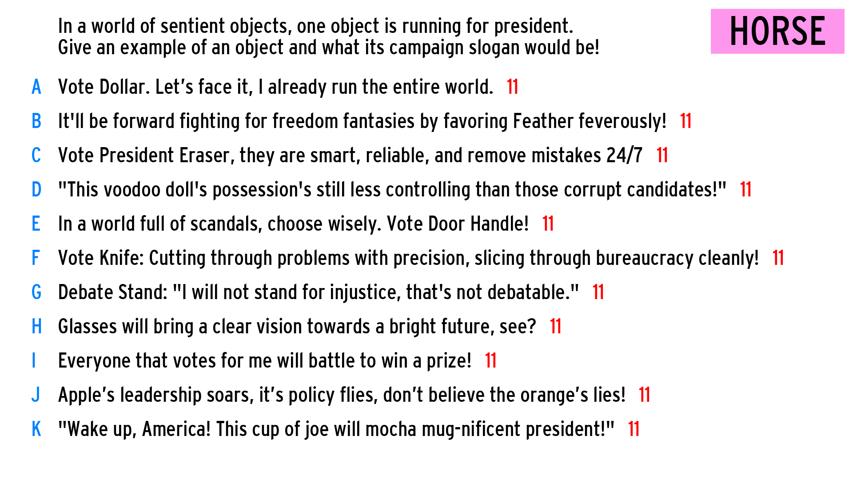 In a world of sentient objects, one object is running for president.
Give an example of an object and what its campaign slogan would be!
HORSE
A Vote Dollar. Let's face it, I already run the entire world. 11
B It'll be forward fighting for freedom fantasies by favoring Feather feverously! 11
C Vote President Eraser, they are smart, reliable, and remove mistakes 24/7 11
D "This voodoo doll's possession's still less controlling than those corrupt candidates!" 11
E In a world full of scandals, choose wisely. Vote Door Handle! 11
F Vote Knife: Cutting through problems with precision, slicing through bureaucracy cleanly! 11
G Debate Stand: "I will not stand for injustice, that's not debatable." 11
H Glasses will bring a clear vision towards a bright future, see? 11
I Everyone that votes for me will battle to win a prize! 11
J Apple's leadership soars, it's policy flies, don't believe the orange's lies! 11
K "Wake up, America! This cup of joe will mocha mug-nificent president!" 11